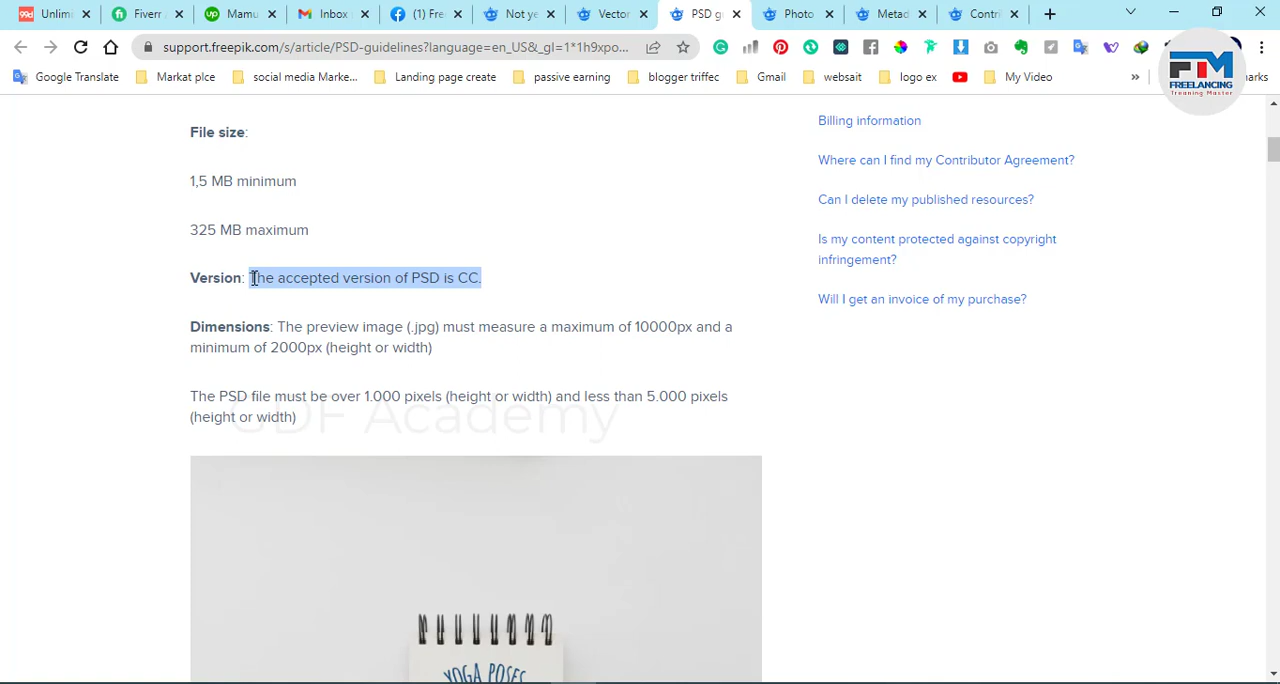 Unlim
Fiverr
Mamu
Inbox
(1) Free
Not ye
Vector
PSD g
Photo
Metad
Contri
support.freepik.com/s/article/PSD-guidelines?language=en_US&_gl=1*1h9xpo...
Google Translate
Markat plce
social media Marke...
Landing page cl
passive earning
blogger triffec
Gmail
websait
logo ex
My Video
»
FTM
FREELANCING
Treaning Master
File size:
1,5 MB minimum
325 MB maximum
Version: The accepted version of PSD is CC.
Dimensions: The preview image (.jpg) must measure a maximum of 10000px and a
minimum of 2000px (height or width)
The PSD file must be over 1.000 pixels (height or width) and less than 5.000 pixels
(height or width)
Academy
YOGA POSES
Billing information
Where can I find my Contributor Agreement?
Can I delete my published resources?
Is my content protected against copyright
infringement?
Will I get an invoice of my purchase?